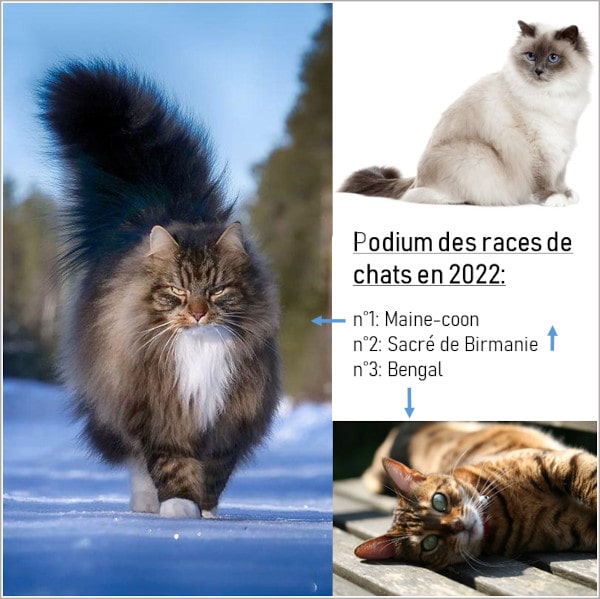 Podium des races de
chats en 2022:
n°1: Maine-coon
n°2: Sacré de Birmanie
n°3: Bengal